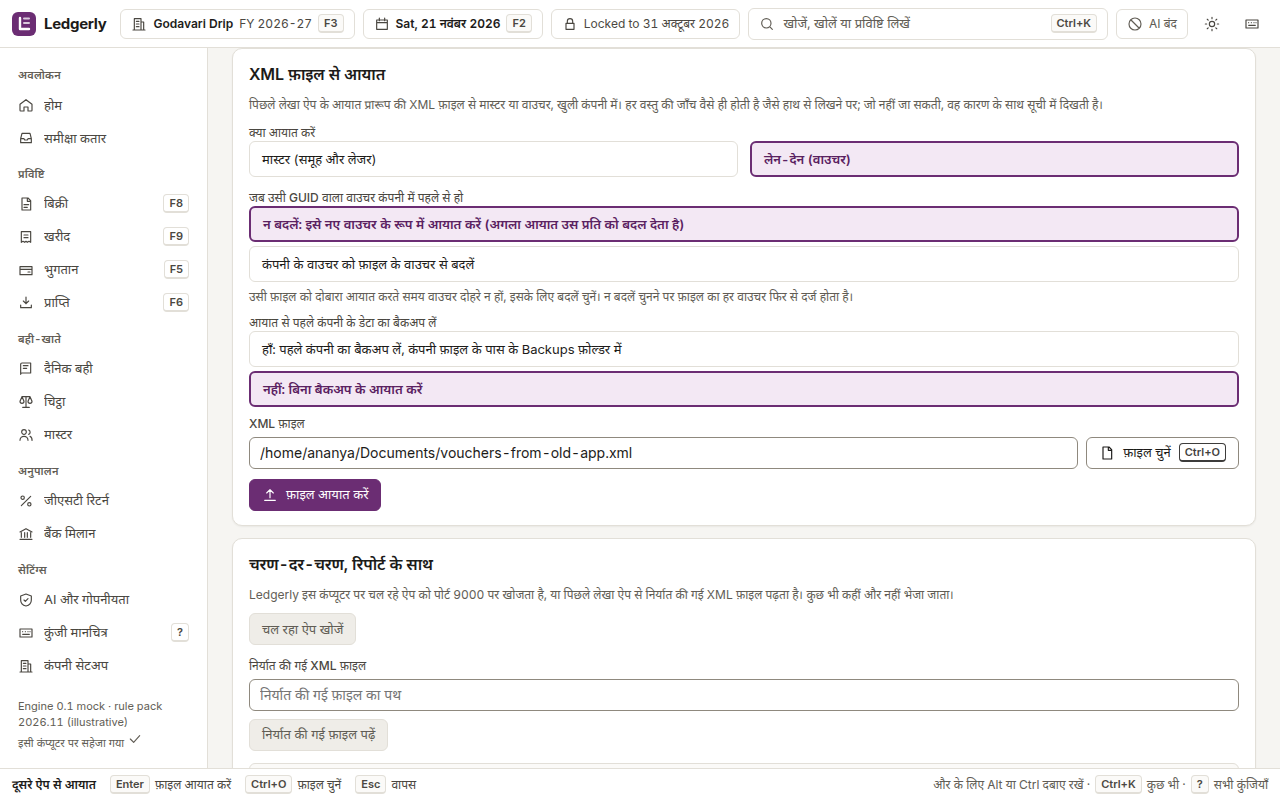 Ledgerly
Godavari Drip FY 2026-27 F3
Sat, 21 नवंबर 2026 F2
Locked to 31 अक्टूबर 2026
खोजें, खोलें या प्रविष्टि लिखें Ctrl+K
AI बंद
अवलोकन
होम
समीक्षा कतार
प्रविष्टि
बिक्री F8
खरीद F9
भुगतान F5
प्राप्ति F6
बही-खाते
दैनिक बही
चिट्ठा
मास्टर
अनुपालन
जीएसटी रिटर्न
बैंक मिलान
सेटिंग्स
AI और गोपनीयता
कुंजी मानचित्र ?
कंपनी सेटअप
Engine 0.1 mock · rule pack
2026.11 (illustrative)
इसी कंप्यूटर पर सहेजा गया
XML फ़ाइल से आयात
पिछले लेखा ऐप के आयात प्रारूप की XML फ़ाइल से मास्टर या वाउचर, खुली कंपनी में। हर वस्तु की जाँच वैसे ही होती है जैसे हाथ से लिखने पर; जो नहीं जा सकती, वह कारण के साथ सूची में दिखती है।
क्या आयात करें
मास्टर (समूह और लेजर)
लेन-देन (वाउचर)
जब उसी GUID वाला वाउचर कंपनी में पहले से हो
न बदलें: इसे नए वाउचर के रूप में आयात करें (अगला आयात उस प्रति को बदल देता है)
कंपनी के वाउचर को फ़ाइल के वाउचर से बदलें
उसी फ़ाइल को दोबारा आयात करते समय वाउचर दोहरे न हों, इसके लिए बदलें चुनें। न बदलें चुनने पर फ़ाइल का हर वाउचर फिर से दर्ज होता है।
आयात से पहले कंपनी के डेटा का बैकअप लें
हाँ: पहले कंपनी का बैकअप लें, कंपनी फ़ाइल के पास के Backups फ़ोल्डर में
नहीं: बिना बैकअप के आयात करें
XML फ़ाइल
/home/ananya/Documents/vouchers-from-old-app.xml
फ़ाइल चुनें Ctrl+O
फ़ाइल आयात करें
चरण-दर-चरण, रिपोर्ट के साथ
Ledgerly इस कंप्यूटर पर चल रहे ऐप को पोर्ट 9000 पर खोजता है, या पिछले लेखा ऐप से निर्यात की गई XML फ़ाइल पढ़ता है। कुछ भी कहीं और नहीं भेजा जाता।
चल रहा ऐप खोजें
निर्यात की गई XML फ़ाइल
निर्यात की गई फ़ाइल का पथ
निर्यात की गई फ़ाइल पढ़ें
दूसरे ऐप से आयात Enter फ़ाइल आयात करें Ctrl+O फ़ाइल चुनें Esc वापस
और के लिए Alt या Ctrl दबाए रखें · Ctrl+K कुछ भी · ? सभी कुंजियाँ